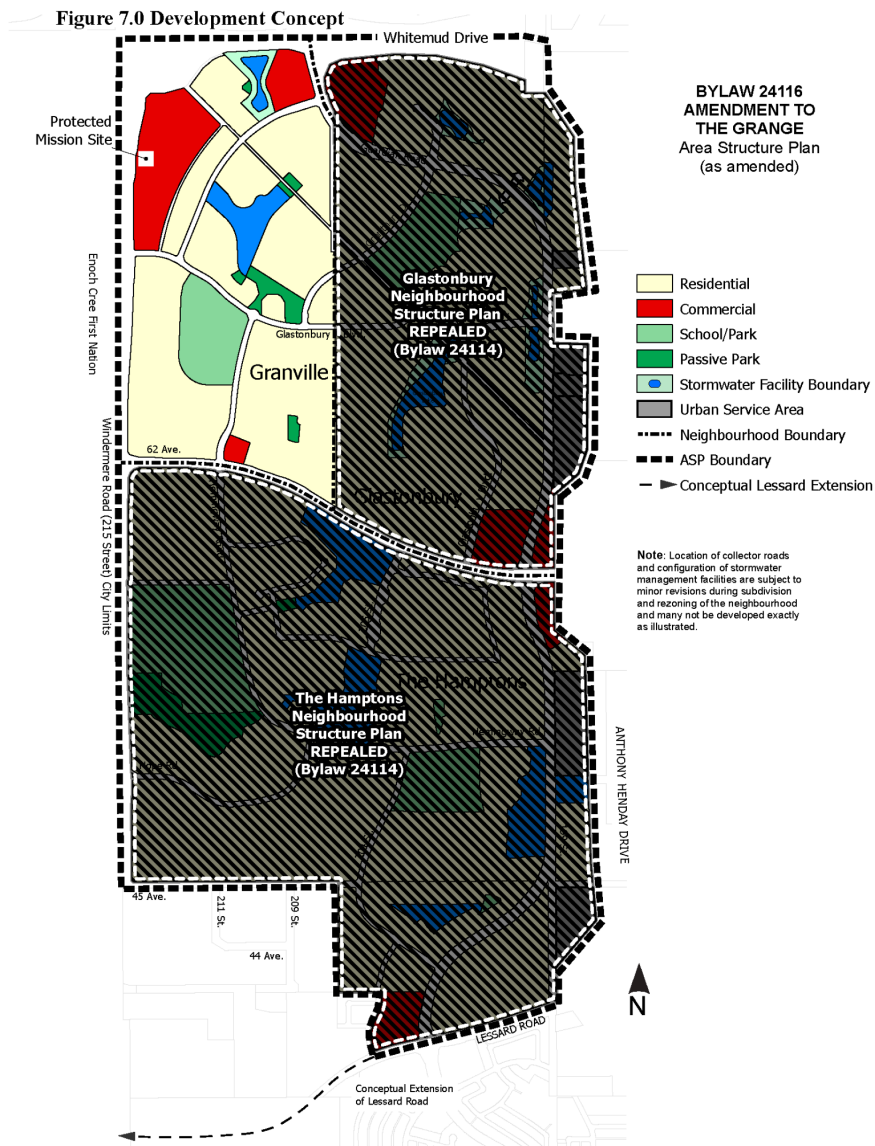 Figure 7.0 Development Concept
Whitemud Drive
BYLAW 24116
AMENDMENT TO
THE GRANGE
Area Structure Plan
(as amended)
Protected
Mission Site
Enoch Cree First Nation
Glastonbury
Neighbourhood
Structure Plan
REPEALED
(Bylaw 24114)
Residential
Commercial
School/Park
Passive Park
Stormwater Facility Boundary
Urban Service Area
Neighbourhood Boundary
ASP Boundary
Conceptual Lessard Extension
Glastonbury
Granville
62 Ave.
Glastonbury
Windermere Road (215 Street) City Limits
Note: Location of collector roads
and configuration of stormwater
management facilities are subject to
minor revisions during subdivision
and rezoning of the neighbourhood
and many not be developed exactly
as illustrated.
The Hamptons
The Hamptons
Neighbourhood
Structure Plan
REPEALED
(Bylaw 24114)
Hemingway Rd.
Hope Rd.
ANTHONY HENDAY DRIVE
45 Ave.
211 St.
209 St.
44 Ave.
N
LESSARD ROAD
Conceptual Extension
of Lessard Road